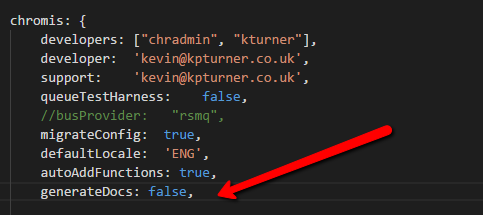 chromis: {
developers: ["chradmin", "kturner"],
developer:  'kevin@kpturner.co.uk',
support:    'kevin@kpturner.co.uk',
queueTestHarness:    false,
//busProvider:   "rsmq",
migrateConfig:  true,
defaultLocale:  'ENG',
autoAddFunctions: true,
generateDocs: false,